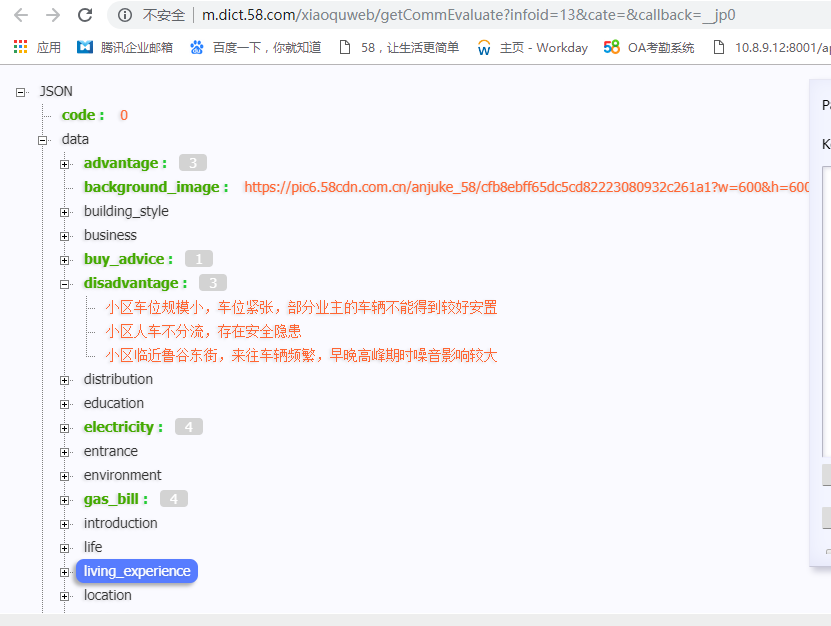 不安全 m.dict.58.com/xiaoquweb/getCommEvaluate?infoid=13&cate=&callback=__jp0
应用 腾讯企业邮箱 百度一下，你就知道 58，让生活更简单 主页 - Workday 58 OA考勤系统 10.8.9.12:8001/ap
JSON
code : 0
data
advantage : 3
background_image : https://pic6.58cdn.com.cn/anjuke_58/cfb8ebff65dc5cd82223080932c261a1?w=600&h=600
building_style
business
buy_advice : 1
disadvantage : 3
小区车位规模小，车位紧张，部分业主的车辆不能得到较好安置
小区人车不分流，存在安全隐患
小区临近鲁谷东街，来往车辆频繁，早晚高峰期时噪音影响较大
distribution
education
electricity : 4
entrance
environment
gas_bill : 4
introduction
life
living_experience
location